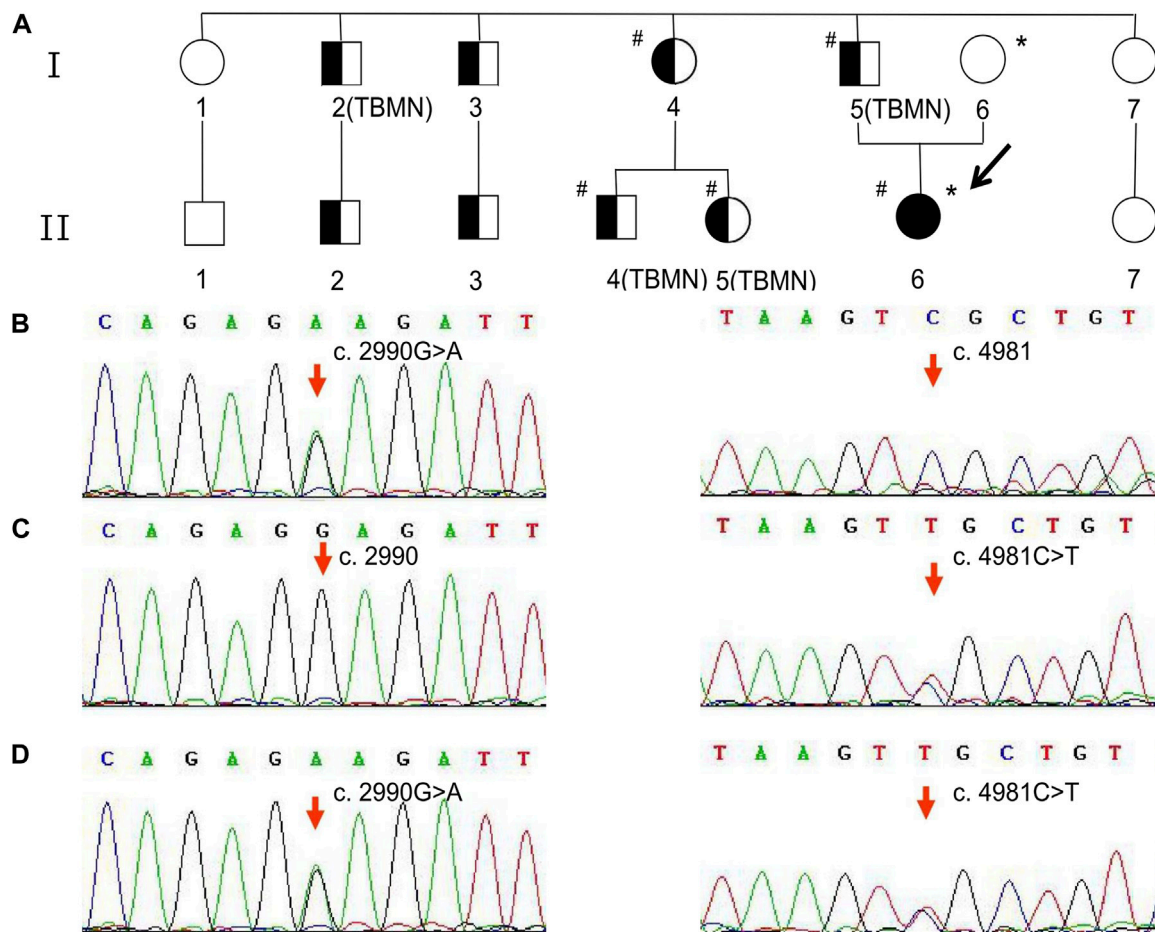 A
I
# # *
1 2(TBMN) 3 4 5(TBMN) 6 7
# # # *
II
1 2 3 4(TBMN) 5(TBMN) 6 7
B
C A G A G A A G A T T
T A A G T C G C T G T
c. 2990G>A
c. 4981
C
C A G A G G A G A T T
T A A G T T G C T G T
c. 2990
c. 4981C>T
D
C A G A G A A G A T T
T A A G T T G C T G T
c. 2990G>A
c. 4981C>T